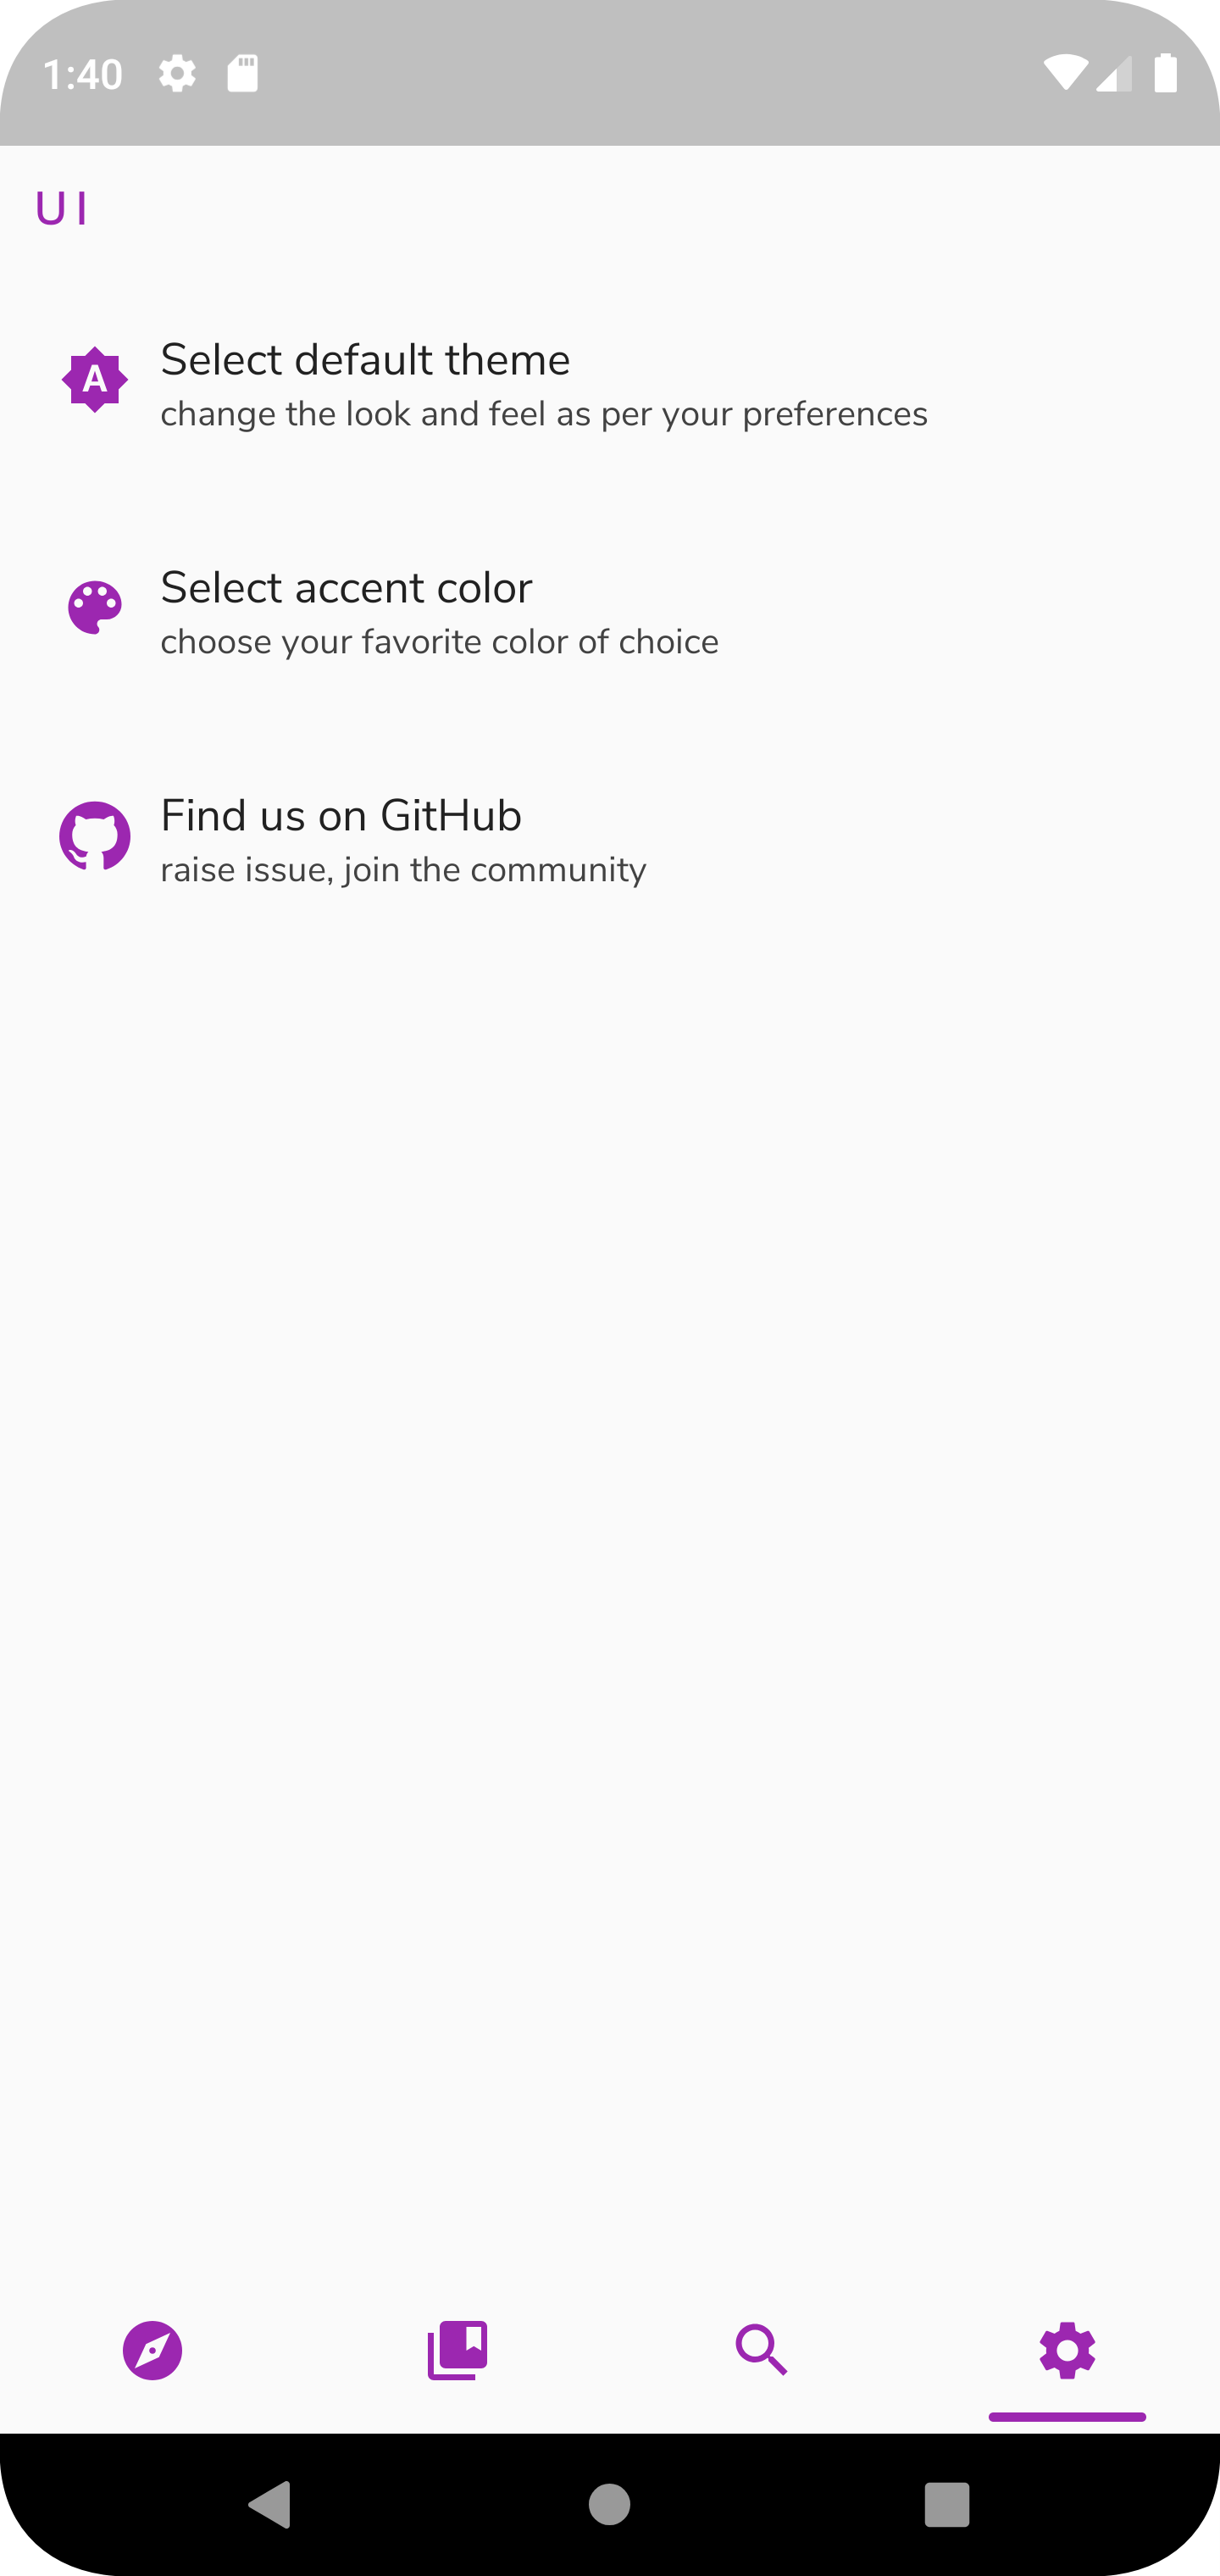 1:40
UI
A
Select default theme
change the look and feel as per your preferences
Select accent color
choose your favorite color of choice
Find us on GitHub
raise issue, join the community